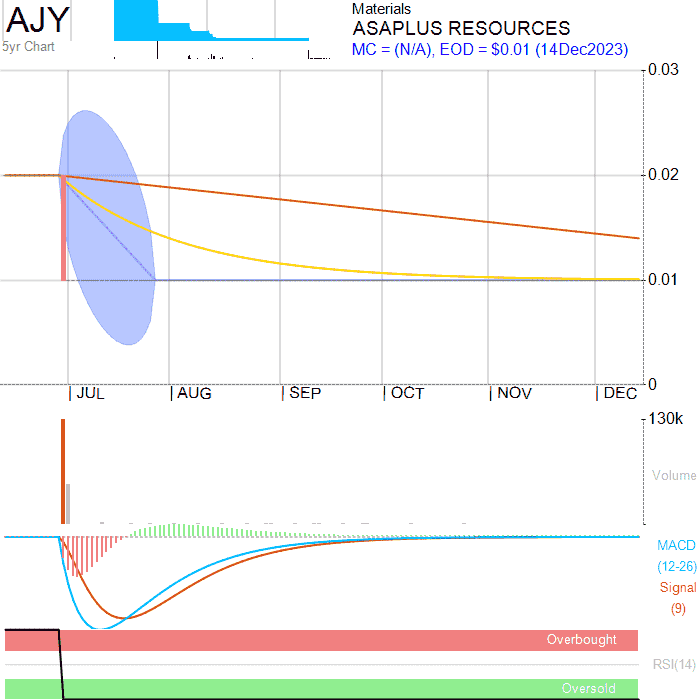 AJY
5yr Chart
Materials
ASAPLUS RESOURCES
MC = (N/A), EOD = $0.01 (14Dec2023)
0.03
0.02
0.01
0
JUL AUG SEP OCT NOV DEC
130k
Volume
MACD
(12-26)
Signal
(9)
Overbought
RSI(14)
Oversold